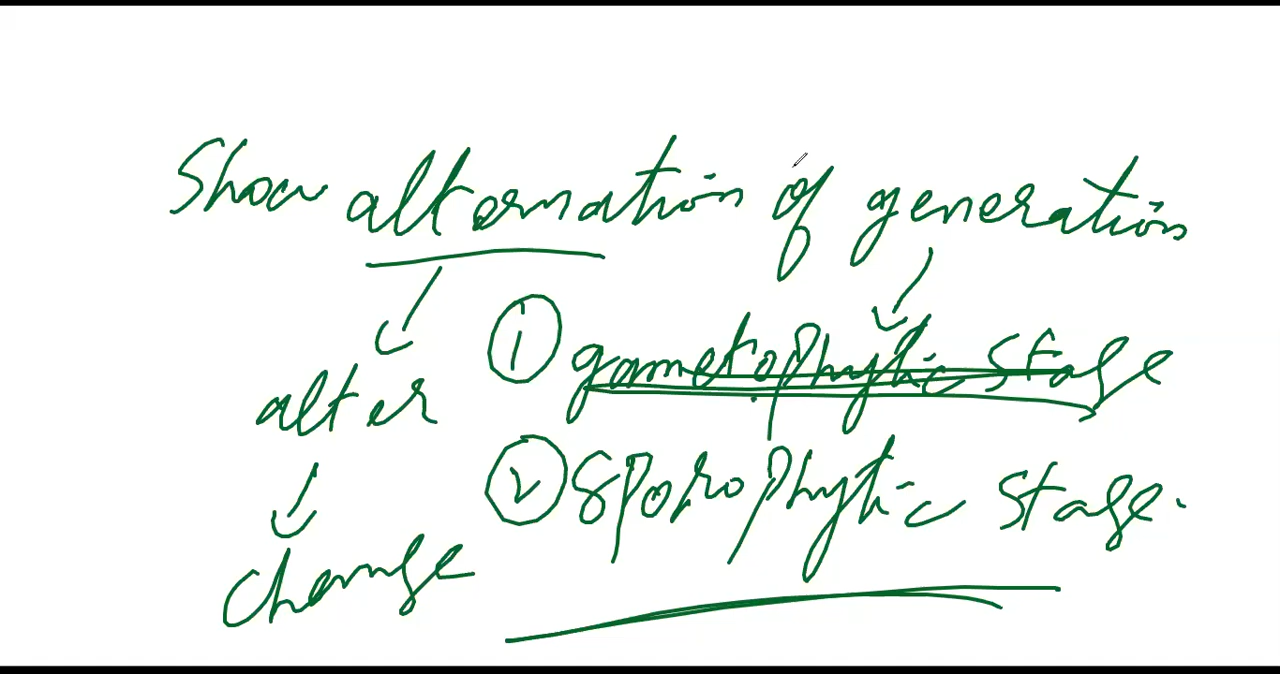 Show alternation of generation
① gametophytic stage
alter
② Sporophytic stage.
change